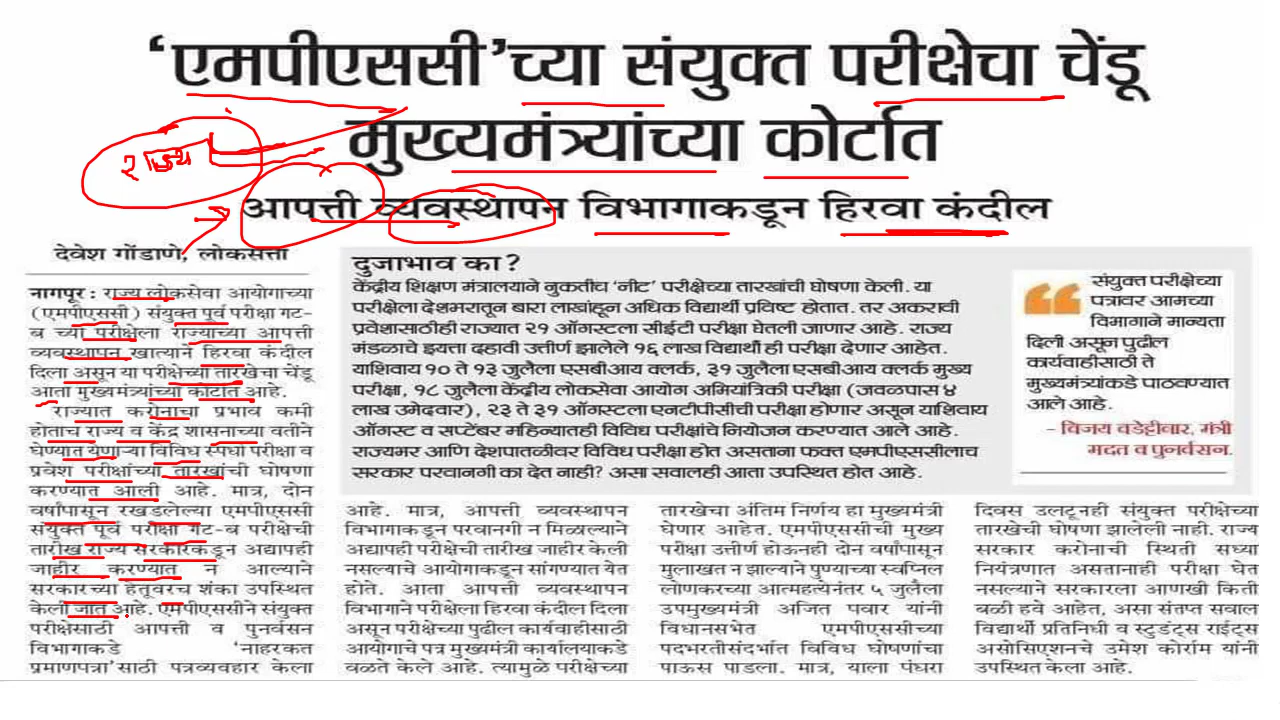 ‘एमपीएससी’च्या संयुक्त परीक्षेचा चेंडू
मुख्यमंत्र्यांच्या कोर्टात
आपत्ती व्यवस्थापन विभागाकडून हिरवा कंदील
देवेश गोंडाणे, लोकसत्ता
नागपूर : राज्य लोकसेवा आयोगाच्या
(एमपीएससी) संयुक्त पूर्व परीक्षा गट-
ब च्या परीक्षेला राज्याच्या आपत्ती
व्यवस्थापन खात्याने हिरवा कंदील
दिला असून या परीक्षेच्या तारखेचा चेंडू
आता मुख्यमंत्र्यांच्या कोर्टात आहे.
राज्यात करोनाचा प्रभाव कमी
होताच राज्य व केंद्र शासनाच्या वतीने
घेण्यात येणाऱ्या विविध स्पर्धा परीक्षा व
प्रवेश परीक्षांच्या तारखांची घोषणा
करण्यात आली आहे. मात्र, दोन
वर्षांपासून रखडलेल्या एमपीएससी
संयुक्त पूर्व परीक्षा गट-ब परीक्षेची
तारीख राज्य सरकारकडून अद्यापही
जाहीर करण्यात न आल्याने
सरकारच्या हेतूवरच शंका उपस्थित
केली जात आहे. एमपीएससीने संयुक्त
परीक्षेसाठी आपत्ती व पुनर्वसन
विभागाकडे ‘नाहरकत
प्रमाणपत्रा’साठी पत्रव्यवहार केला
दुजाभाव का?
केंद्रीय शिक्षण मंत्रालयाने नुकतीच ‘नीट’ परीक्षेच्या तारखांची घोषणा केली. या
परीक्षेला देशभरातून बारा लाखांहून अधिक विद्यार्थी प्रविष्ट होतात. तर अकरावी
प्रवेशासाठीही राज्यात २१ ऑगस्टला सीईटी परीक्षा घेतली जाणार आहे. राज्य
मंडळाचे इयत्ता दहावी उत्तीर्ण झालेले १६ लाख विद्यार्थी ही परीक्षा देणार आहेत.
याशिवाय १० ते १३ जुलैला एसबीआय क्लर्क, ३१ जुलैला एसबीआय क्लर्क मुख्य
परीक्षा, १८ जुलैला केंद्रीय लोकसेवा आयोग अभियांत्रिकी परीक्षा (जवळपास ४
लाख उमेदवार), २३ ते ३१ ऑगस्टला एनटीपीसीची परीक्षा होणार असून याशिवाय
ऑगस्ट व सप्टेंबर महिन्यातही विविध परीक्षांचे नियोजन करण्यात आले आहे.
राज्यभर आणि देशपातळीवर विविध परीक्षा होत असताना फक्त एमपीएससीलाच
सरकार परवानगी का देत नाही? असा सवालही आता उपस्थित होत आहे.
संयुक्त परीक्षेच्या
पत्रावर आमच्या
विभागाने मान्यता
दिली असून पुढील
कार्यवाहीसाठी ते
मुख्यमंत्र्यांकडे पाठवण्यात
आले आहे.
– विजय वडेट्टीवार, मंत्री
मदत व पुनर्वसन.
आहे. मात्र, आपत्ती व्यवस्थापन
विभागाकडून परवानगी न मिळाल्याने
अद्यापही परीक्षेची तारीख जाहीर केली
नसल्याचे आयोगाकडून सांगण्यात येत
होते. आता आपत्ती व्यवस्थापन
विभागाने परीक्षेला हिरवा कंदील दिला
असून परीक्षेच्या पुढील कार्यवाहीसाठी
आयोगाचे पत्र मुख्यमंत्री कार्यालयाकडे
वळते केले आहे. त्यामुळे परीक्षेच्या
तारखेचा अंतिम निर्णय हा मुख्यमंत्री
घेणार आहेत. एमपीएससीची मुख्य
परीक्षा उत्तीर्ण होऊनही दोन वर्षांपासून
मुलाखत न झाल्याने पुण्याच्या स्वप्निल
लोणकरच्या आत्महत्येनंतर ५ जुलैला
उपमुख्यमंत्री अजित पवार यांनी
विधानसभेत एमपीएससीच्या
पदभरतीसंदर्भात विविध घोषणांचा
पाऊस पाडला. मात्र, याला पंधरा
दिवस उलटूनही संयुक्त परीक्षेच्या
तारखेची घोषणा झालेली नाही. राज्य
सरकार करोनाची स्थिती सध्या
नियंत्रणात असतानाही परीक्षा घेत
नसल्याने सरकारला आणखी किती
बळी हवे आहेत, असा संतप्त सवाल
विद्यार्थी प्रतिनिधी व स्टुडंट्स राईट्स
असोसिएशनचे उमेश कोर्राम यांनी
उपस्थित केला आहे.